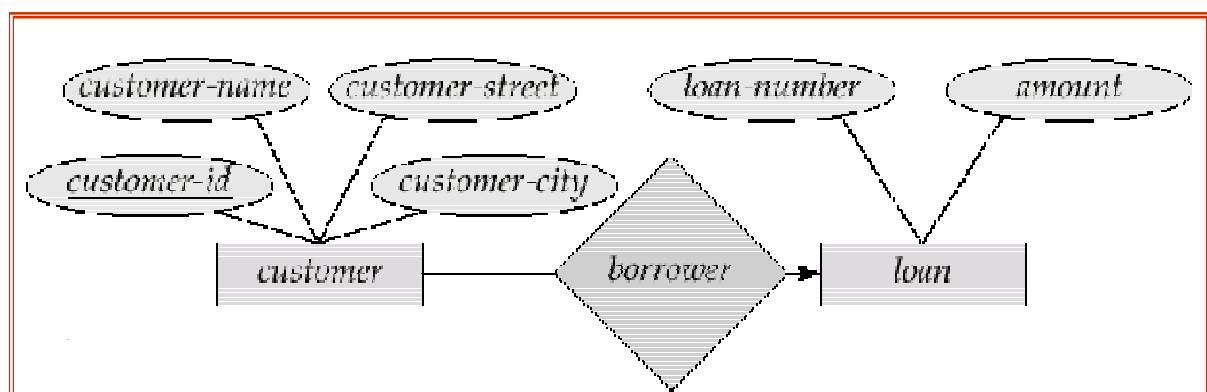 customer-name customer-street loan-number amount
customer-id customer-city
customer borrower loan